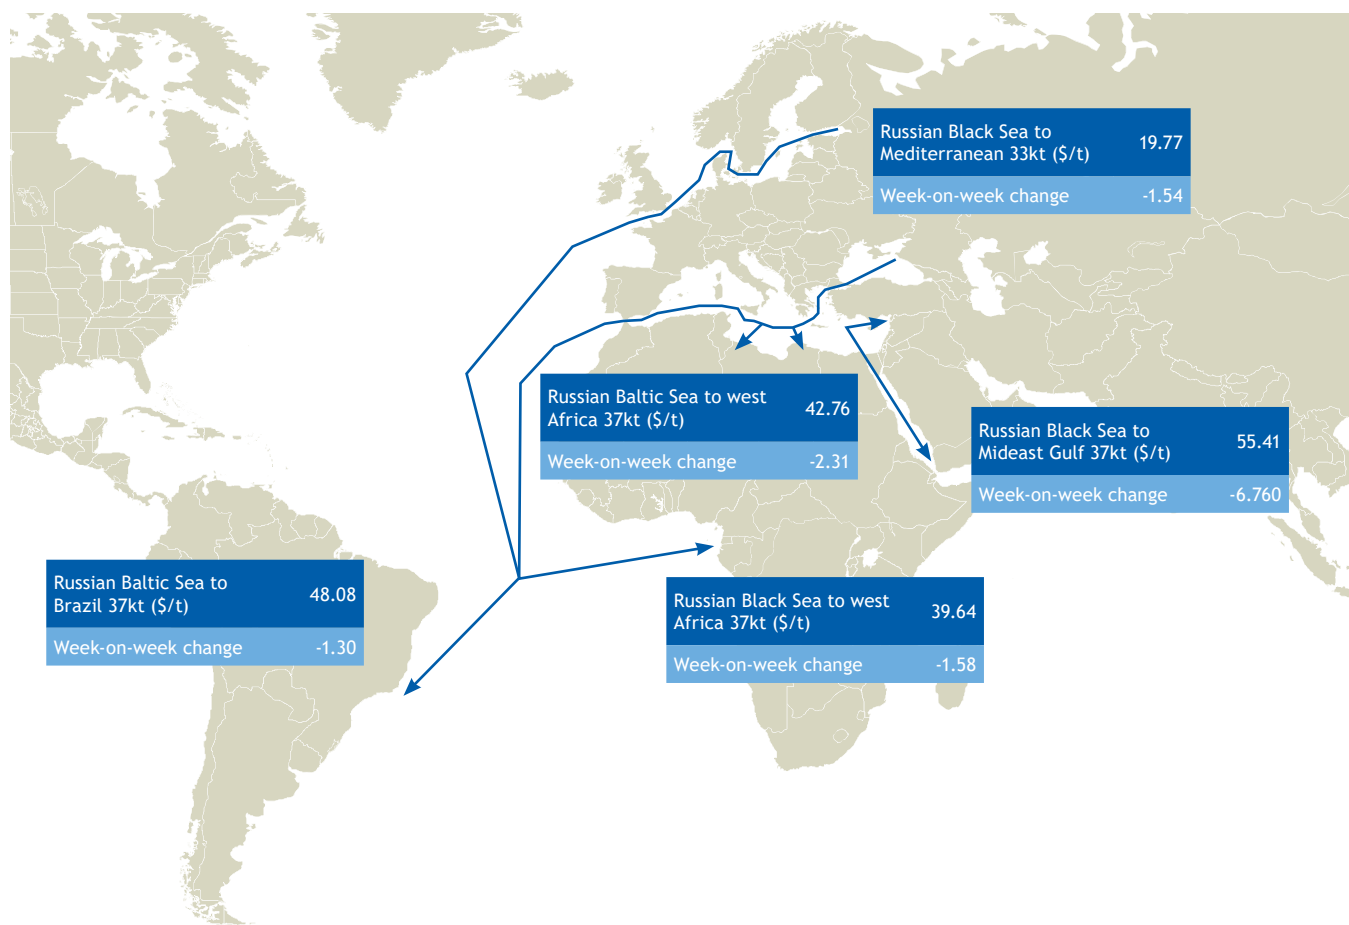 Russian Black Sea to
Mediterranean 33kt ($/t)
19.77
Week-on-week change
-1.54
Russian Baltic Sea to west
Africa 37kt ($/t)
42.76
Week-on-week change
-2.31
Russian Black Sea to
Mideast Gulf 37kt ($/t)
55.41
Week-on-week change
-6.760
Russian Baltic Sea to
Brazil 37kt ($/t)
48.08
Week-on-week change
-1.30
Russian Black Sea to west
Africa 37kt ($/t)
39.64
Week-on-week change
-1.58